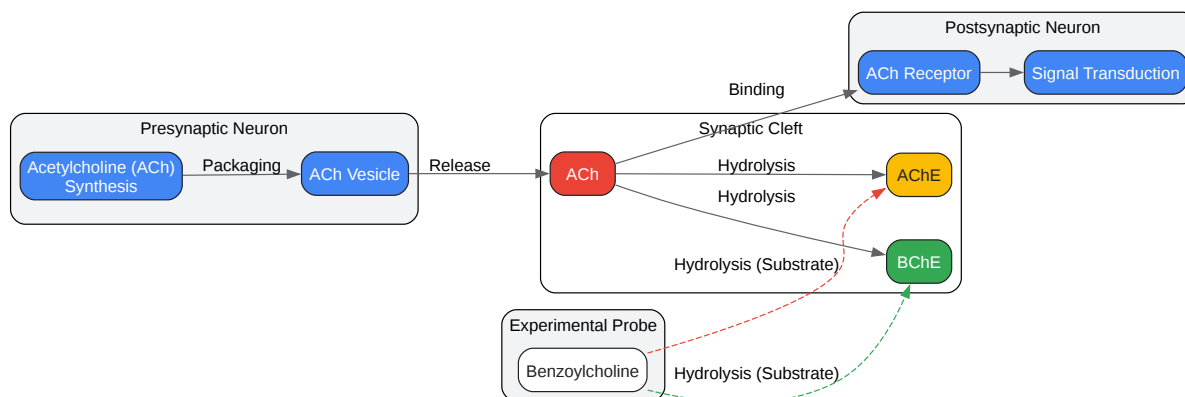 Postsynaptic Neuron
ACh Receptor
Signal Transduction
Binding
Presynaptic Neuron
Acetylcholine (ACh)
Synthesis
Packaging
ACh Vesicle
Release
Synaptic Cleft
ACh
Hydrolysis
AChE
Hydrolysis
Hydrolysis (Substrate)
BChE
Experimental Probe
Benzoylcholine
Hydrolysis (Substrate)